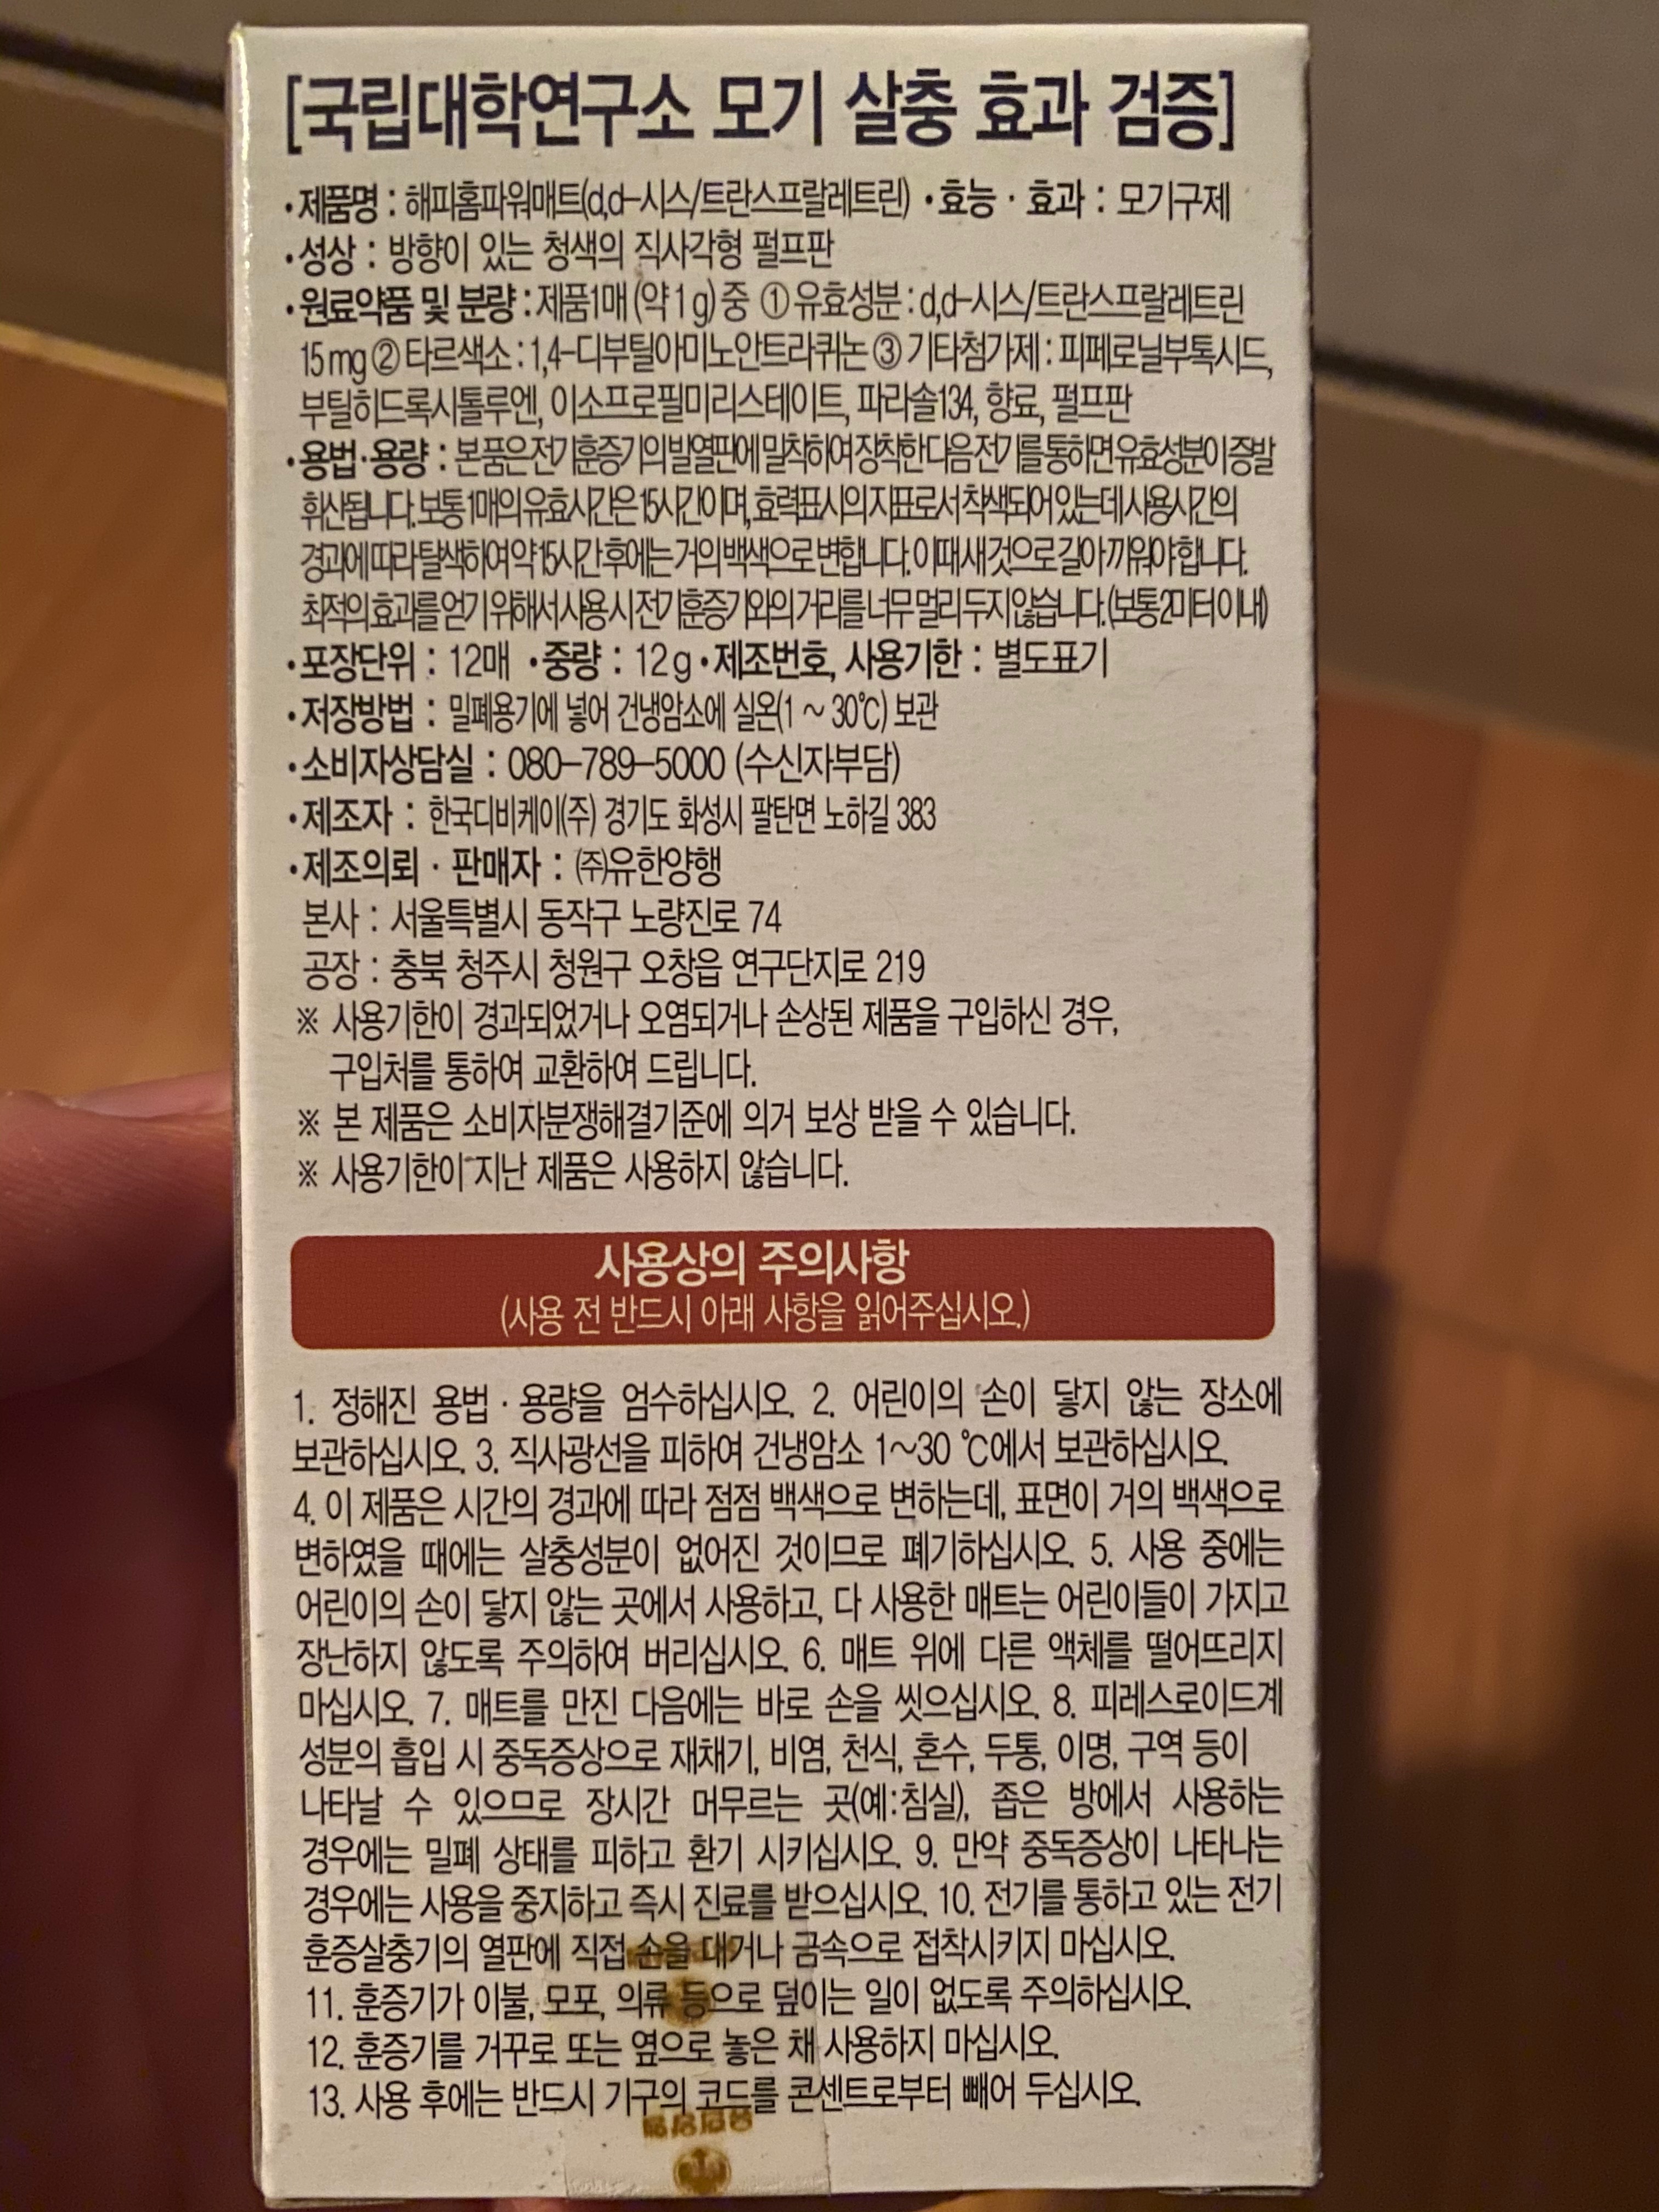 [국립대학연구소 모기 살충 효과 검증]
•제품명 : 해피홈파워매트(d,d-시스/트란스프랄레트린) •효능 · 효과 : 모기구제
•성상 : 방향이 있는 청색의 직사각형 펄프판
•원료약품 및 분량 : 제품1매 (약 1 g) 중 ① 유효성분 : d,d-시스/트란스프랄레트린
15 mg ② 타르색소 : 1,4-디부틸아미노안트라퀴논 ③ 기타첨가제 : 피페로닐부톡시드,
부틸히드록시톨루엔, 이소프로필미리스테이트, 파라솔134, 향료, 펄프판
•용법·용량 : 본품은 전기훈증기의 발열판에 밀착하여 장착한 다음 전기를 통하면 유효성분이 증발
휘산됩니다. 보통 1매의 유효시간은 15시간이며, 효력표시의 지표로서 착색되어 있는데 사용시간의
경과에 따라 탈색하여 약 15시간 후에는 거의 백색으로 변합니다. 이때 새 것으로 갈아 끼워야 합니다.
최적의 효과를 얻기 위해서 사용 시 전기훈증기와의 거리를 너무 멀리 두지 않습니다. (보통 2미터 이내)
•포장단위 : 12매 •중량 : 12 g •제조번호, 사용기한 : 별도표기
•저장방법 : 밀폐용기에 넣어 건냉암소에 실온(1 ~ 30℃) 보관
•소비자상담실 : 080-789-5000 (수신자부담)
•제조자 : 한국디비케이(주) 경기도 화성시 팔탄면 노하길 383
•제조의뢰 · 판매자 : ㈜유한양행
본사 : 서울특별시 동작구 노량진로 74
공장 : 충북 청주시 청원구 오창읍 연구단지로 219
※ 사용기한이 경과되었거나 오염되거나 손상된 제품을 구입하신 경우,
구입처를 통하여 교환하여 드립니다.
※ 본 제품은 소비자분쟁해결기준에 의거 보상 받을 수 있습니다.
※ 사용기한이 지난 제품은 사용하지 않습니다.
사용상의 주의사항
(사용 전 반드시 아래 사항을 읽어주십시오.)
1. 정해진 용법 · 용량을 엄수하십시오. 2. 어린이의 손이 닿지 않는 장소에
보관하십시오. 3. 직사광선을 피하여 건냉암소 1~30 ℃에서 보관하십시오.
4. 이 제품은 시간의 경과에 따라 점점 백색으로 변하는데, 표면이 거의 백색으로
변하였을 때에는 살충성분이 없어진 것이므로 폐기하십시오. 5. 사용 중에는
어린이의 손이 닿지 않는 곳에서 사용하고, 다 사용한 매트는 어린이들이 가지고
장난하지 않도록 주의하여 버리십시오. 6. 매트 위에 다른 액체를 떨어뜨리지
마십시오. 7. 매트를 만진 다음에는 바로 손을 씻으십시오. 8. 피레스로이드계
성분의 흡입 시 중독증상으로 재채기, 비염, 천식, 혼수, 두통, 이명, 구역 등이
나타날 수 있으므로 장시간 머무르는 곳(예:침실), 좁은 방에서 사용하는
경우에는 밀폐 상태를 피하고 환기 시키십시오. 9. 만약 중독증상이 나타나는
경우에는 사용을 중지하고 즉시 진료를 받으십시오. 10. 전기를 통하고 있는 전기
훈증살충기의 열판에 직접 손을 대거나 금속으로 접착시키지 마십시오.
11. 훈증기가 이불, 모포, 의류 등으로 덮이는 일이 없도록 주의하십시오.
12. 훈증기를 거꾸로 또는 옆으로 놓은 채 사용하지 마십시오.
13. 사용 후에는 반드시 기구의 코드를 콘센트로부터 빼어 두십시오.